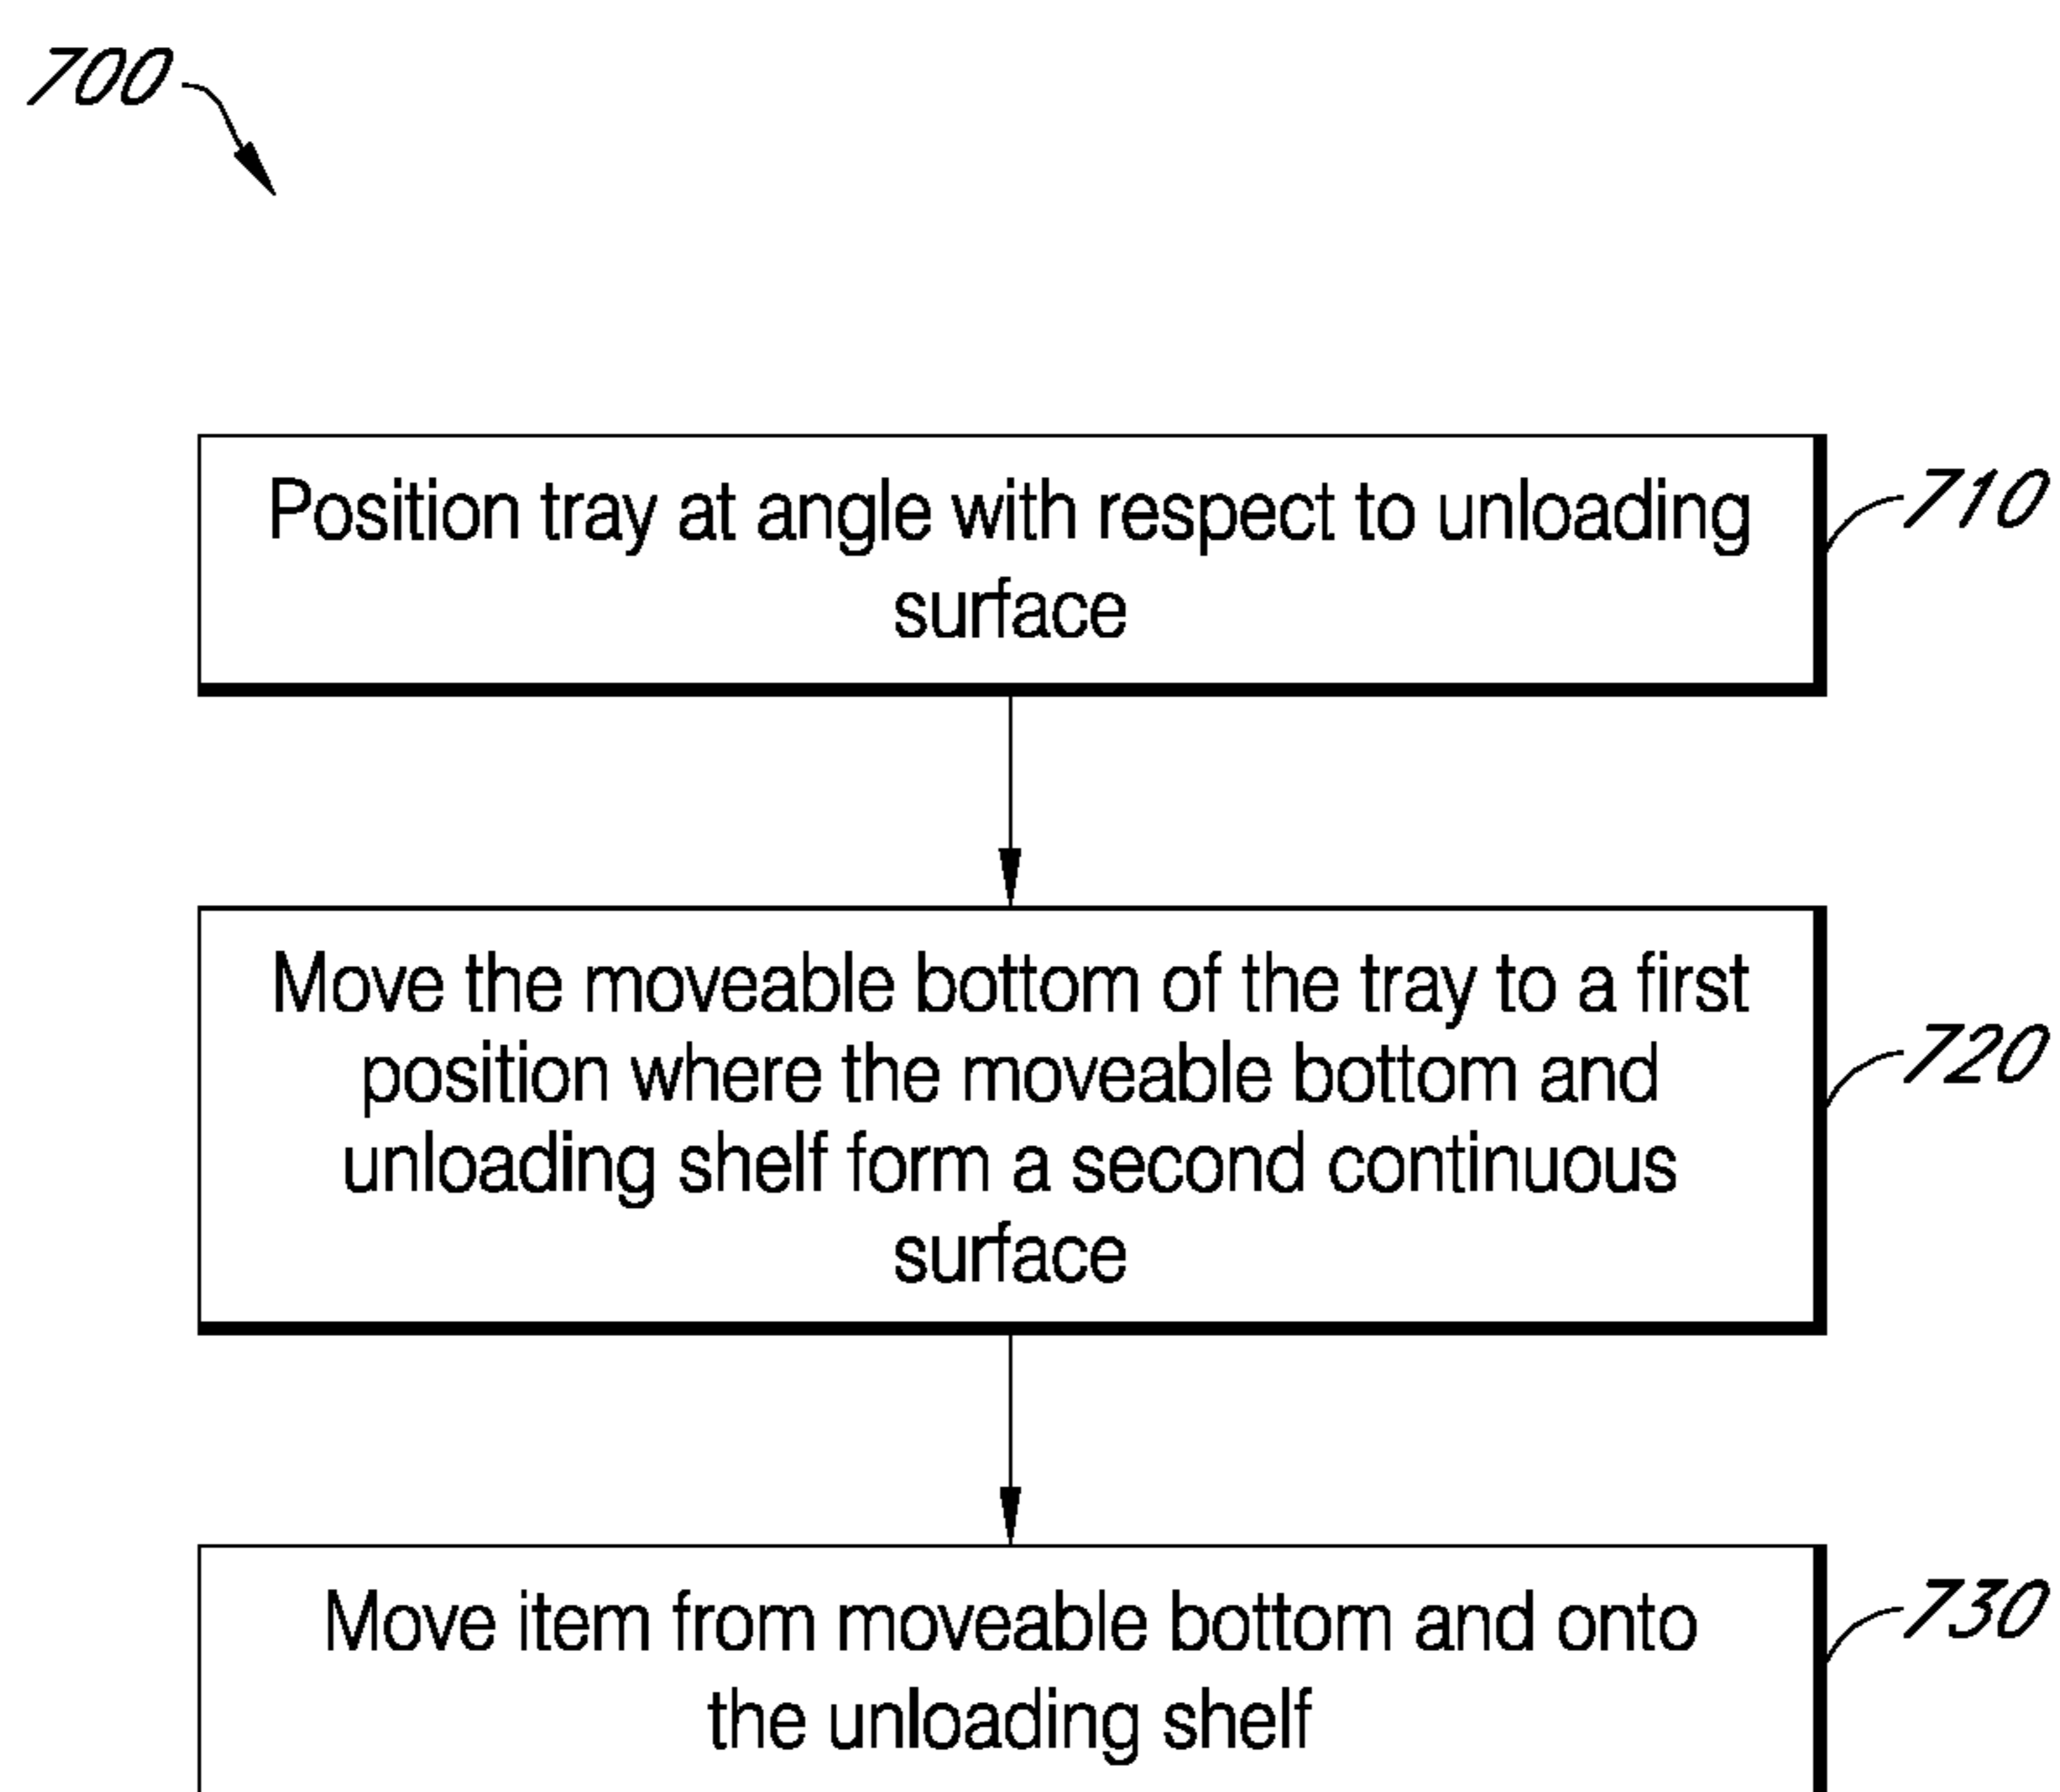 700
Position tray at angle with respect to unloading
surface
710
Move the moveable bottom of the tray to a first
position where the moveable bottom and
unloading shelf form a second continuous
surface
720
Move item from moveable bottom and onto
the unloading shelf
730